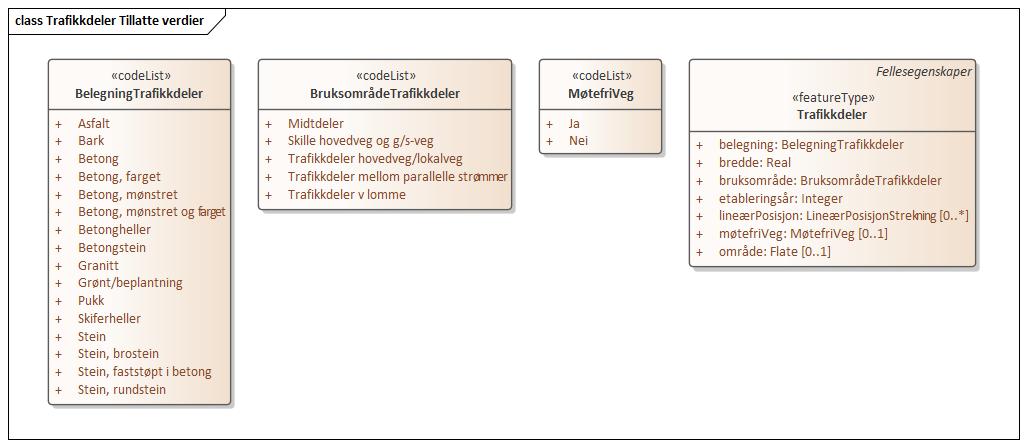 class Trafikkdeler Tillatte verdier
«codeList»
BelegningTrafikkdeler
+ Asfalt
+ Bark
+ Betong
+ Betong, farget
+ Betong, mønstret
+ Betong, mønstret og farget
+ Betongheller
+ Betongstein
+ Granitt
+ Grønt/beplantning
+ Pukk
+ Skiferheller
+ Stein
+ Stein, brostein
+ Stein, faststøpt i betong
+ Stein, rundstein
«codeList»
BruksområdeTrafikkdeler
+ Midtdeler
+ Skille hovedveg og g/s-veg
+ Trafikkdeler hovedveg/lokalveg
+ Trafikkdeler mellom parallelle strømmer
+ Trafikkdeler v lomme
«codeList»
MøtefriVeg
+ Ja
+ Nei
Fellesegenskaper
«featureType»
Trafikkdeler
+ belegning: BelegningTrafikkdeler
+ bredde: Real
+ bruksområde: BruksområdeTrafikkdeler
+ etableringsår: Integer
+ lineærPosisjon: LineærPosisjonStrekning [0..*]
+ møtefriVeg: MøtefriVeg [0..1]
+ område: Flate [0..1]